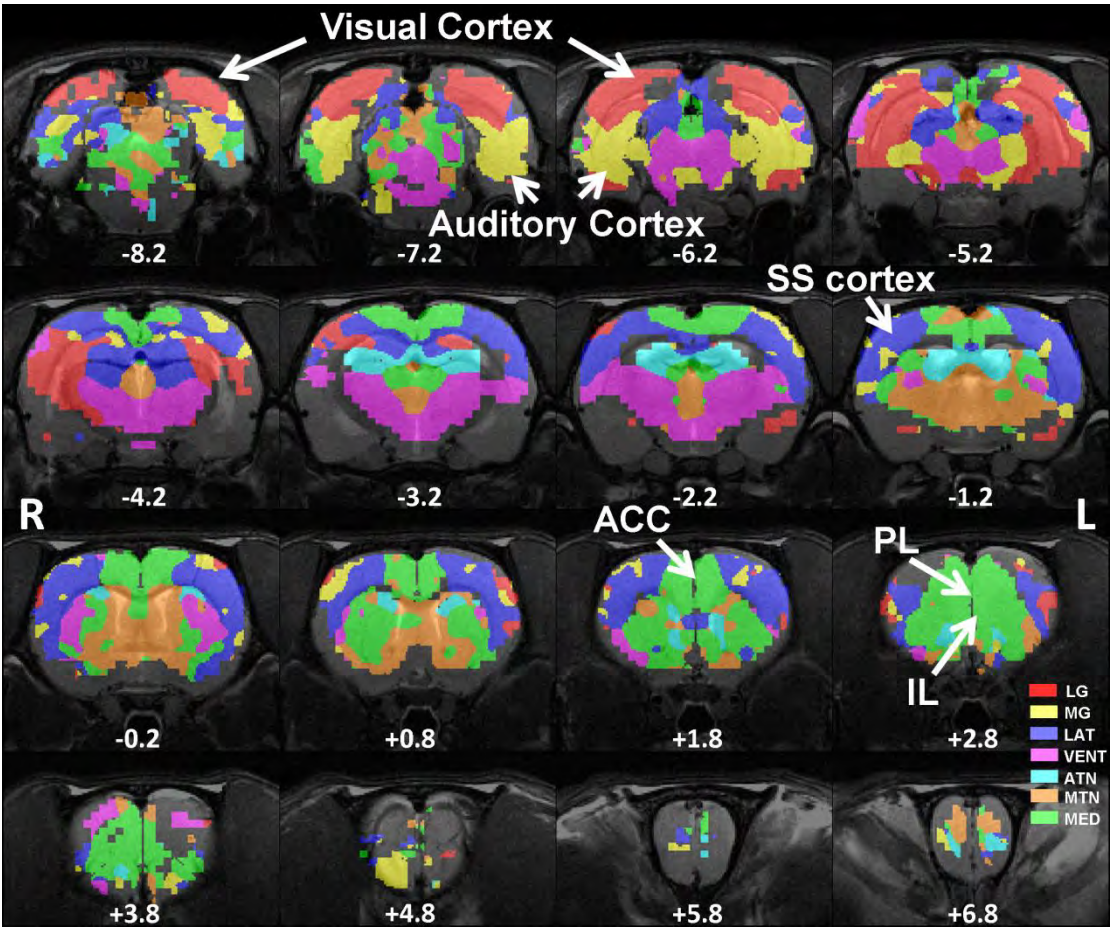 Visual Cortex
Auditory Cortex
-8.2
-7.2
-6.2
-5.2
SS cortex
-4.2
-3.2
-2.2
-1.2
R
L
ACC
PL
IL
-0.2
+0.8
+1.8
+2.8
LG
MG
LAT
VENT
ATN
MTN
MED
+3.8
+4.8
+5.8
+6.8